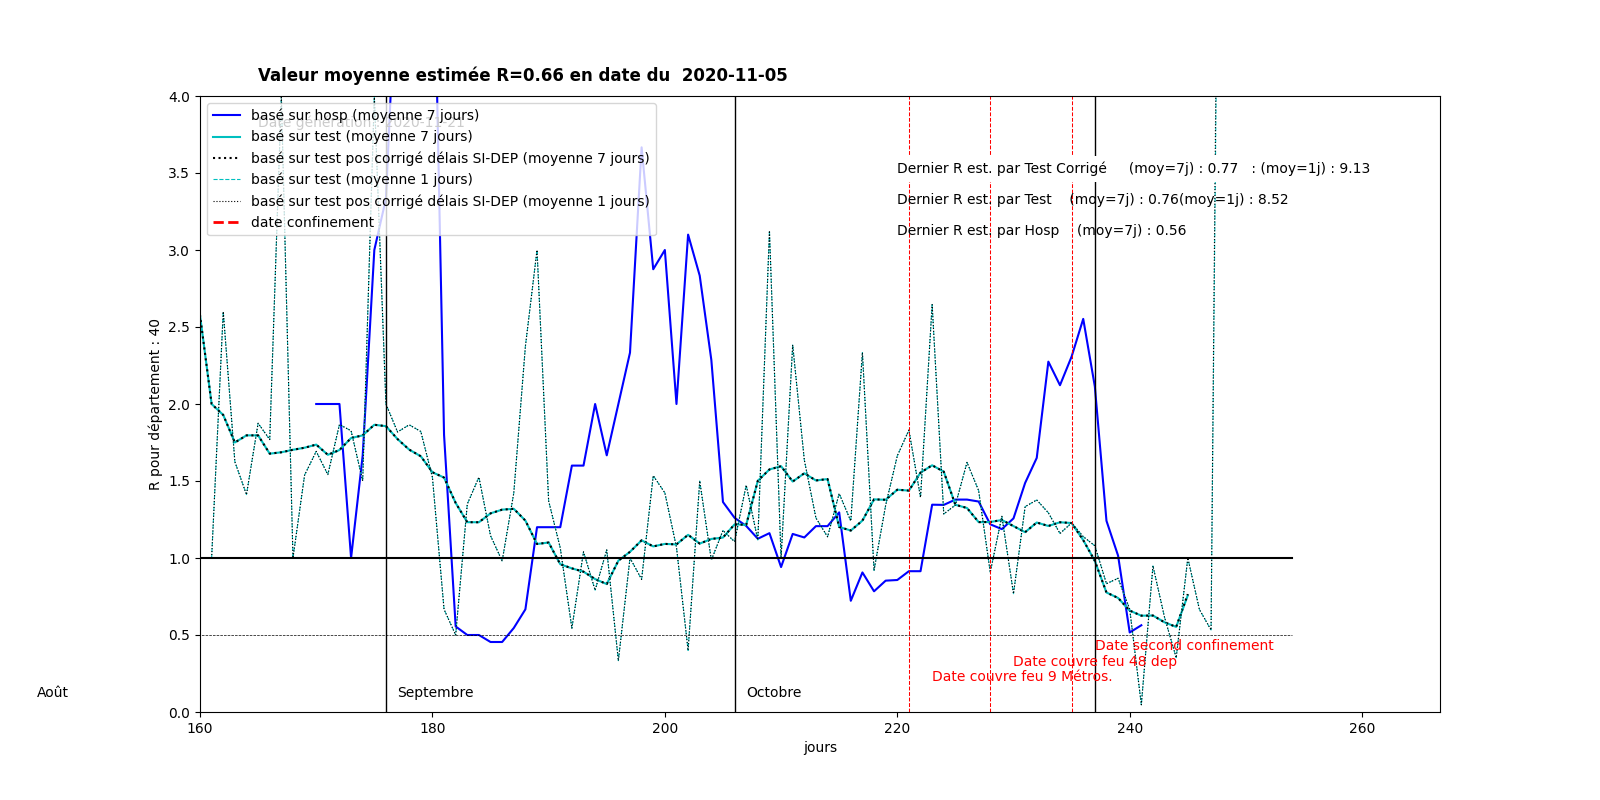 Valeur moyenne estimée R=0.66 en date du 2020-11-05
4.0
3.5
3.0
2.5
2.0
1.5
1.0
0.5
0.0
R pour département : 40
basé sur hosp (moyenne 7 jours)
basé sur test (moyenne 7 jours)
basé sur test pos corrigé délais SI-DEP (moyenne 7 jours)
basé sur test (moyenne 1 jours)
basé sur test pos corrigé délais SI-DEP (moyenne 1 jours)
date confinement
Dernier R est. par Test Corrigé (moy=7j) : 0.77 : (moy=1j) : 9.13
Dernier R est. par Test (moy=7j) : 0.76(moy=1j) : 8.52
Dernier R est. par Hosp (moy=7j) : 0.56
Date second confinement
Date couvre feu 48 dep
Date couvre feu 9 Métros.
Août
Septembre
Octobre
160 180 200 220 240 260
jours